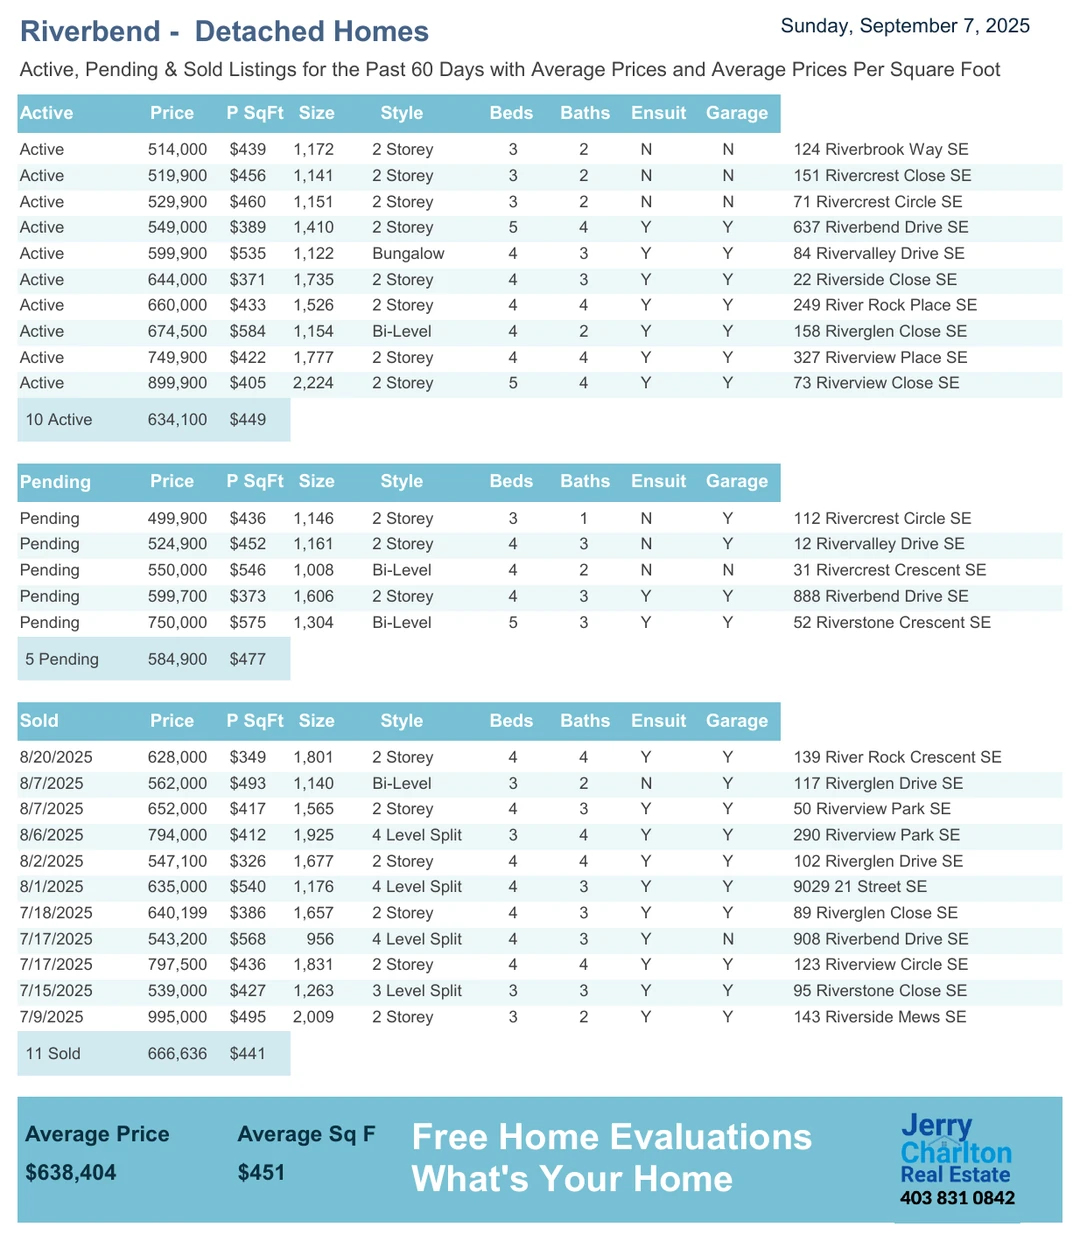 Riverbend - Detached Homes
Sunday, September 7, 2025
Active, Pending & Sold Listings for the Past 60 Days with Average Prices and Average Prices Per Square Foot
Active Price P SqFt Size Style Beds Baths Ensuit Garage
Active 514,000 $439 1,172 2 Storey 3 2 N N 124 Riverbrook Way SE
Active 519,900 $456 1,141 2 Storey 3 2 N N 151 Rivercrest Close SE
Active 529,900 $460 1,151 2 Storey 3 2 N N 71 Rivercrest Circle SE
Active 549,000 $389 1,410 2 Storey 5 4 Y Y 637 Riverbend Drive SE
Active 599,900 $535 1,122 Bungalow 4 3 Y Y 84 Rivervalley Drive SE
Active 644,000 $371 1,735 2 Storey 4 3 Y Y 22 Riverside Close SE
Active 660,000 $433 1,526 2 Storey 4 4 Y Y 249 River Rock Place SE
Active 674,500 $584 1,154 Bi-Level 4 2 Y Y 158 Riverglen Close SE
Active 749,900 $422 1,777 2 Storey 4 4 Y Y 327 Riverview Place SE
Active 899,900 $405 2,224 2 Storey 5 4 Y Y 73 Riverview Close SE
10 Active 634,100 $449
Pending Price P SqFt Size Style Beds Baths Ensuit Garage
Pending 499,900 $436 1,146 2 Storey 3 1 N Y 112 Rivercrest Circle SE
Pending 524,900 $452 1,161 2 Storey 4 3 N Y 12 Rivervalley Drive SE
Pending 550,000 $546 1,008 Bi-Level 4 2 N N 31 Rivercrest Crescent SE
Pending 599,700 $373 1,606 2 Storey 4 3 Y Y 888 Riverbend Drive SE
Pending 750,000 $575 1,304 Bi-Level 5 3 Y Y 52 Riverstone Crescent SE
5 Pending 584,900 $477
Sold Price P SqFt Size Style Beds Baths Ensuit Garage
8/20/2025 628,000 $349 1,801 2 Storey 4 4 Y Y 139 River Rock Crescent SE
8/7/2025 562,000 $493 1,140 Bi-Level 3 2 N Y 117 Riverglen Drive SE
8/7/2025 652,000 $417 1,565 2 Storey 4 3 Y Y 50 Riverview Park SE
8/6/2025 794,000 $412 1,925 4 Level Split 3 4 Y Y 290 Riverview Park SE
8/2/2025 547,100 $326 1,677 2 Storey 4 4 Y Y 102 Riverglen Drive SE
8/1/2025 635,000 $540 1,176 4 Level Split 4 3 Y Y 9029 21 Street SE
7/18/2025 640,199 $386 1,657 2 Storey 4 3 Y Y 89 Riverglen Close SE
7/17/2025 543,200 $568 956 4 Level Split 4 3 Y N 908 Riverbend Drive SE
7/17/2025 797,500 $436 1,831 2 Storey 4 4 Y Y 123 Riverview Circle SE
7/15/2025 539,000 $427 1,263 3 Level Split 3 3 Y Y 95 Riverstone Close SE
7/9/2025 995,000 $495 2,009 2 Storey 3 2 Y Y 143 Riverside Mews SE
11 Sold 666,636 $441
Average Price Average Sq F
$638,404 $451
Free Home Evaluations
What's Your Home
Jerry
Charlton
Real Estate
403 831 0842